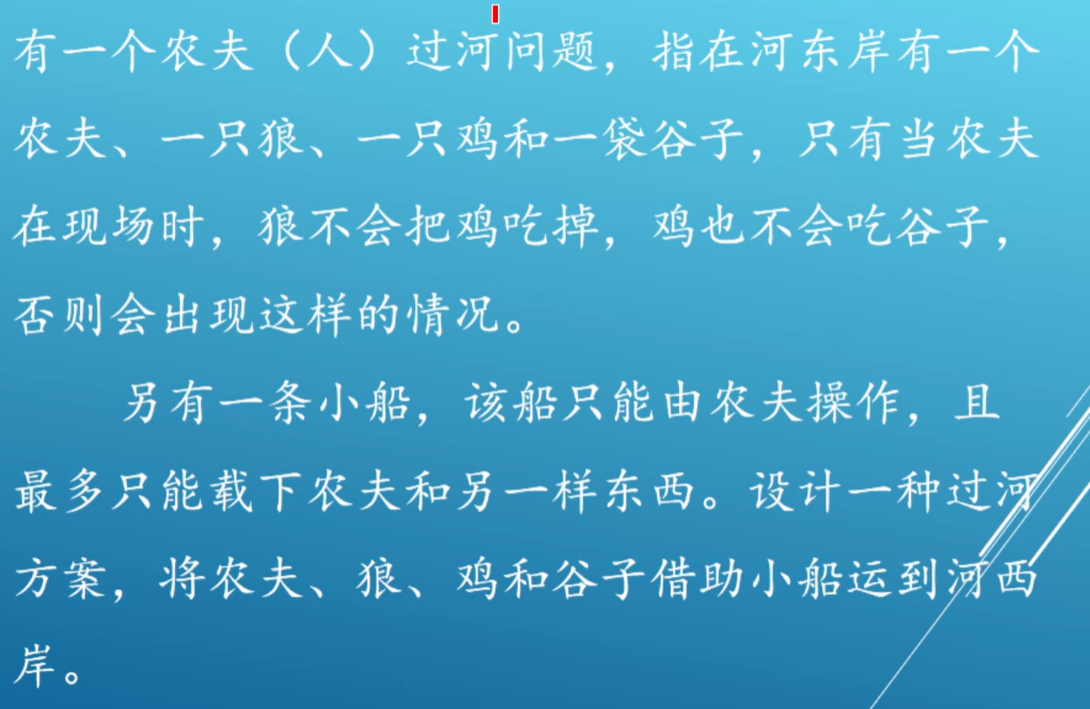 有一个农夫（人）过河问题，指在河东岸有一个
农夫、一只狼、一只鸡和一袋谷子，只有当农夫
在现场时，狼不会把鸡吃掉，鸡也不会吃谷子，
否则会出现这样的情况。
另有一条小船，该船只能由农夫操作，且
最多只能载下农夫和另一样东西。设计一种过河
方案，将农夫、狼、鸡和谷子借助小船运到河西
岸。